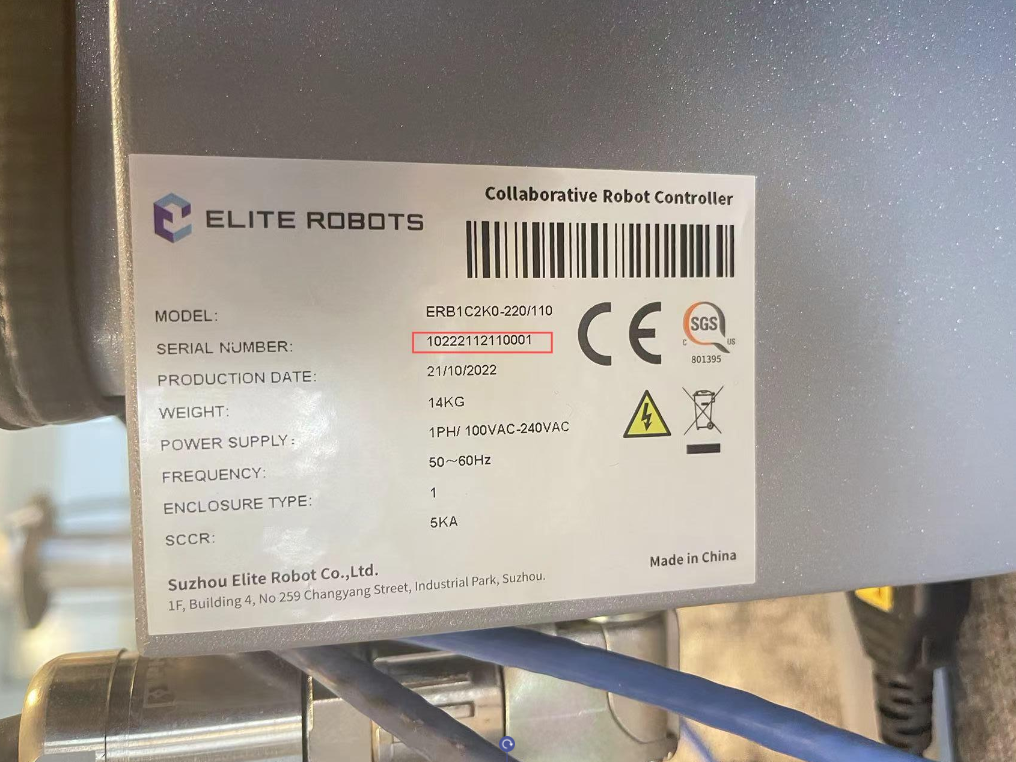 Collaborative Robot Controller
ELITE ROBOTS
MODEL: ERB1C2K0-220/110
SERIAL NUMBER: 10222112110001
PRODUCTION DATE: 21/10/2022
WEIGHT: 14KG
POWER SUPPLY: 1PH/ 100VAC-240VAC
FREQUENCY: 50～60Hz
ENCLOSURE TYPE: 1
SCCR: 5KA
CE
SGS
C US
801395
Suzhou Elite Robot Co.,Ltd.
1F, Building 4, No 259 Changyang Street, Industrial Park, Suzhou.
Made in China